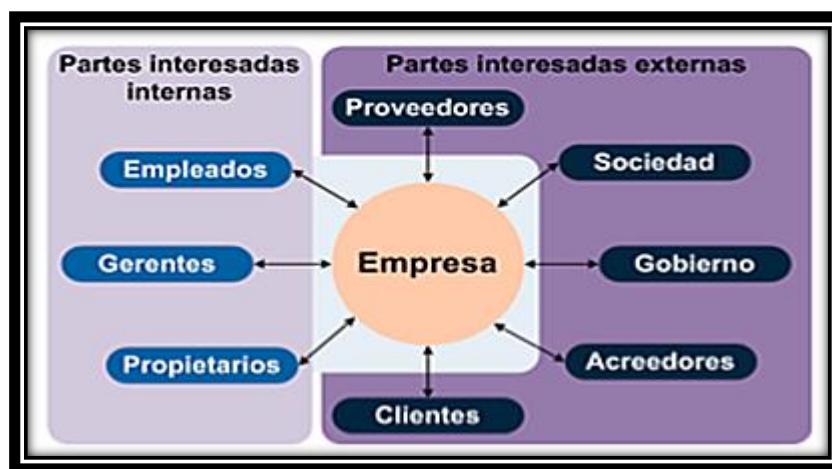 Partes interesadas
internas
Partes interesadas externas
Proveedores
Empleados
Sociedad
Gerentes
Empresa
Gobierno
Propietarios
Acreedores
Clientes